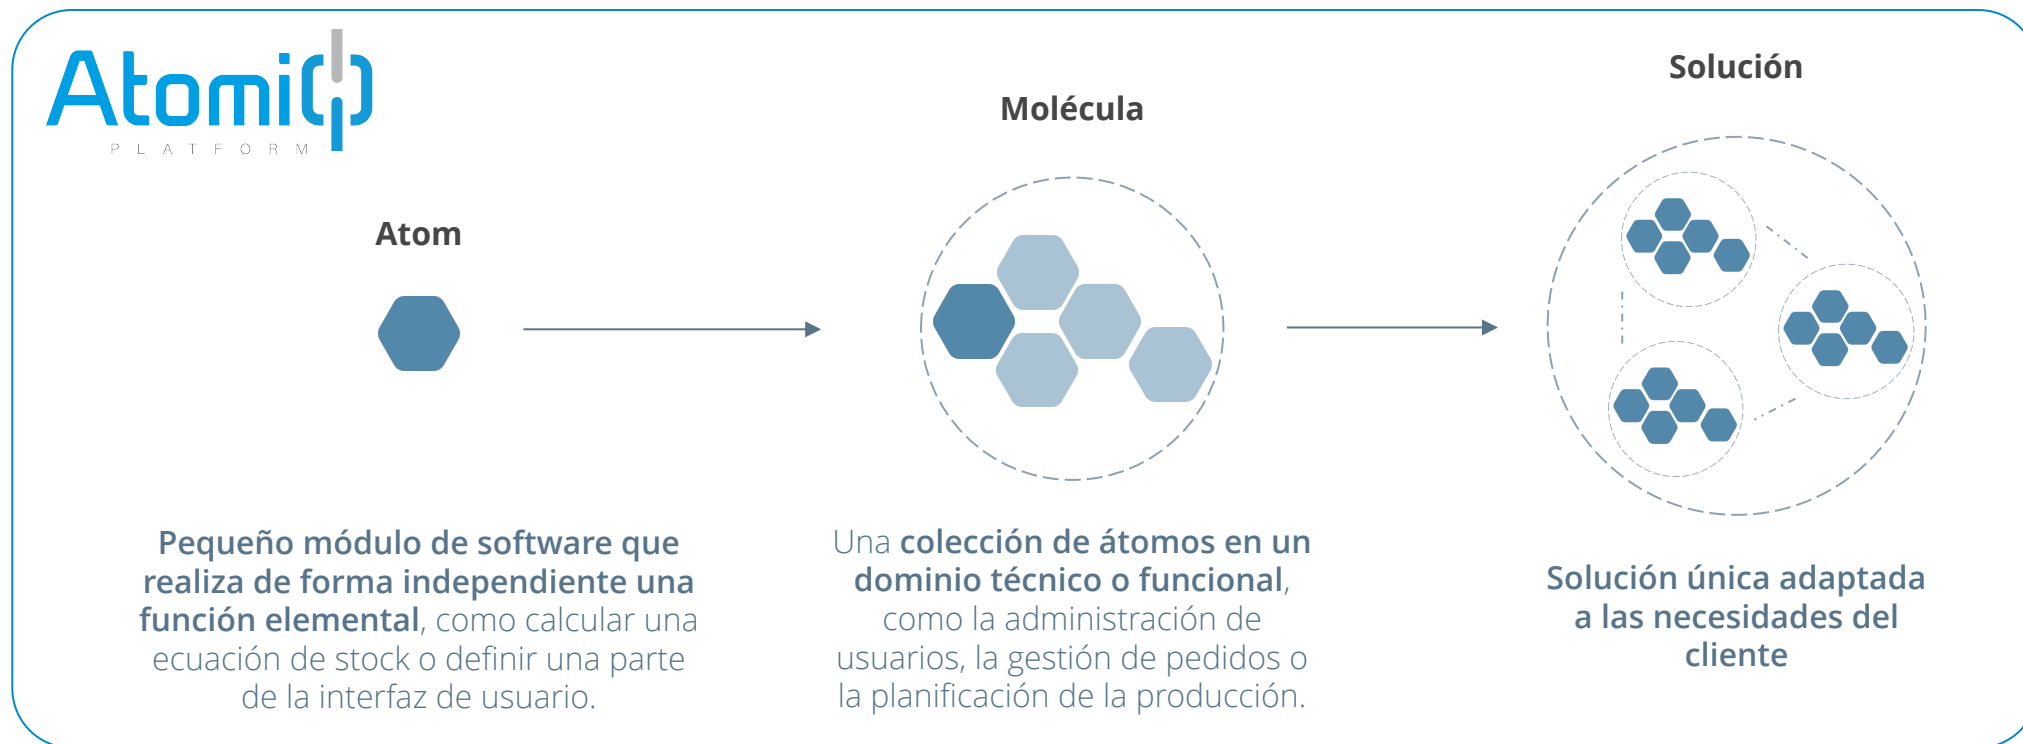 AtomiQ
PLATFORM
Atom
Pequeño módulo de software que
realiza de forma independiente una
función elemental, como calcular una
ecuación de stock o definir una parte
de la interfaz de usuario.
Molécula
Una colección de átomos en un
dominio técnico o funcional,
como la administración de
usuarios, la gestión de pedidos o
la planificación de la producción.
Solución
Solución única adaptada
a las necesidades del
cliente